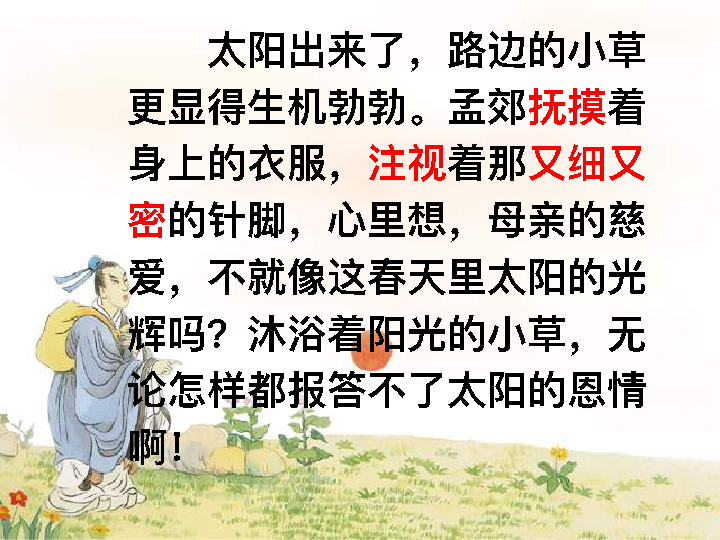 太阳出来了，路边的小草
更显得生机勃勃。孟郊抚摸着
身上的衣服，注视着那又细又
密的针脚，心里想，母亲的慈
爱，不就像这春天里太阳的光
辉吗？沐浴着阳光的小草，无
论怎样都报答不了太阳的恩情
啊！